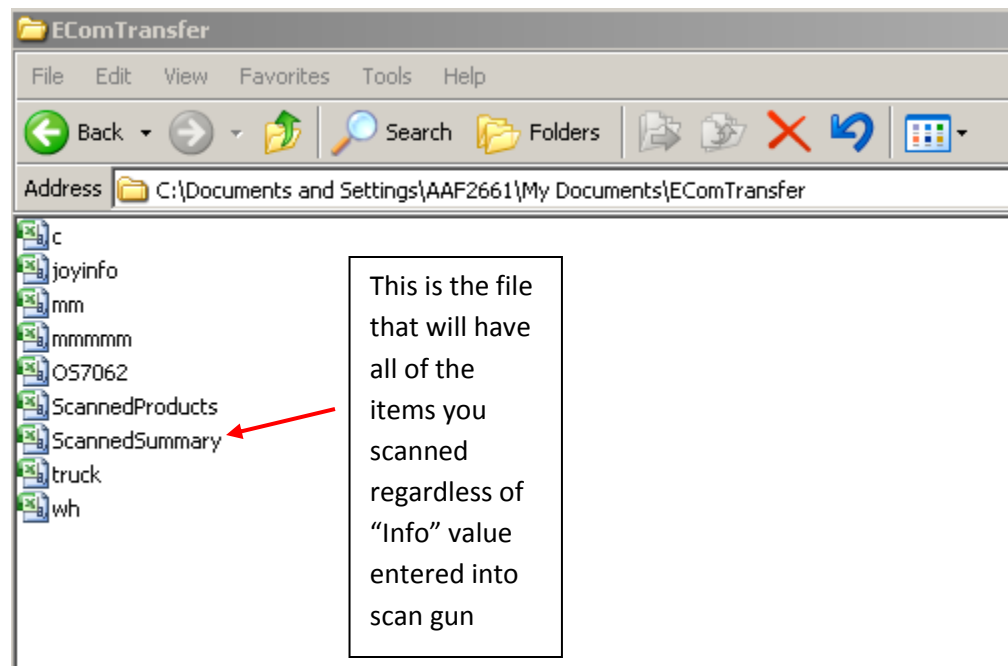 EComTransfer
File Edit View Favorites Tools Help
Back Search Folders
Address C:\Documents and Settings\AAF2661\My Documents\EComTransfer
c
joyinfo
mm
mmmmm
OS7062
ScannedProducts
ScannedSummary
truck
wh
This is the file
that will have
all of the
items you
scanned
regardless of
“Info” value
entered into
scan gun